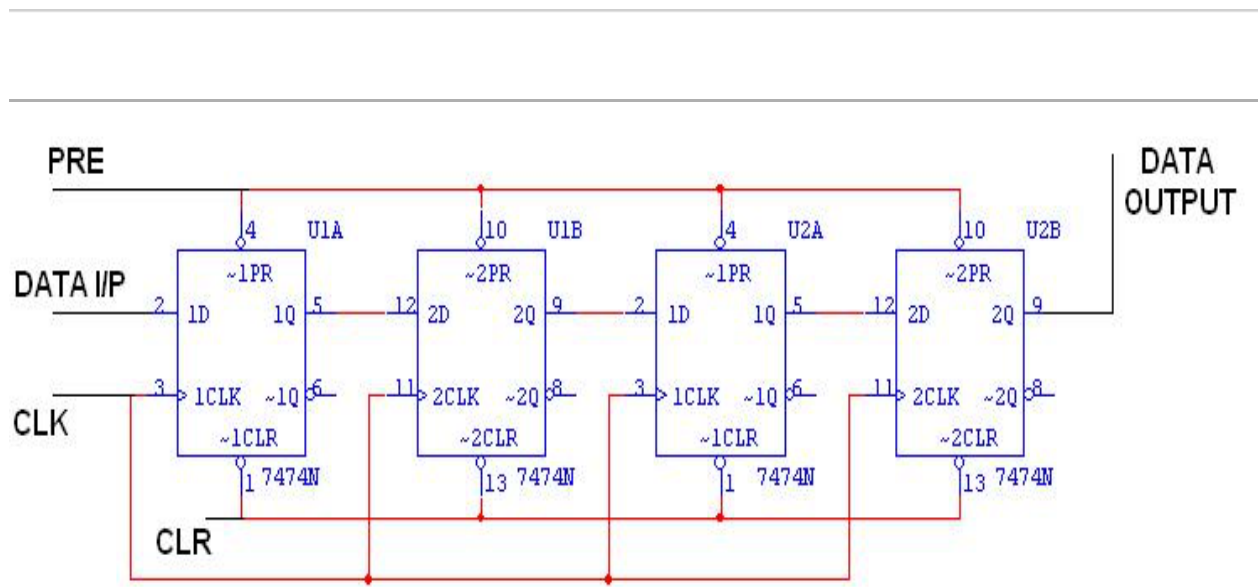 PRE
DATA
OUTPUT
4 U1A 10 U1B 4 U2A 10 U2B
~1PR ~2PR ~1PR ~2PR
DATA I/P
2 1D 1Q 5 12 2D 2Q 9 2 1D 1Q 5 12 2D 2Q 9
3 1CLK ~1Q 6 11 2CLK ~2Q 8 3 1CLK ~1Q 6 11 2CLK ~2Q 8
CLK
~1CLR ~2CLR ~1CLR ~2CLR
1 7474N 13 7474N 1 7474N 13 7474N
CLR